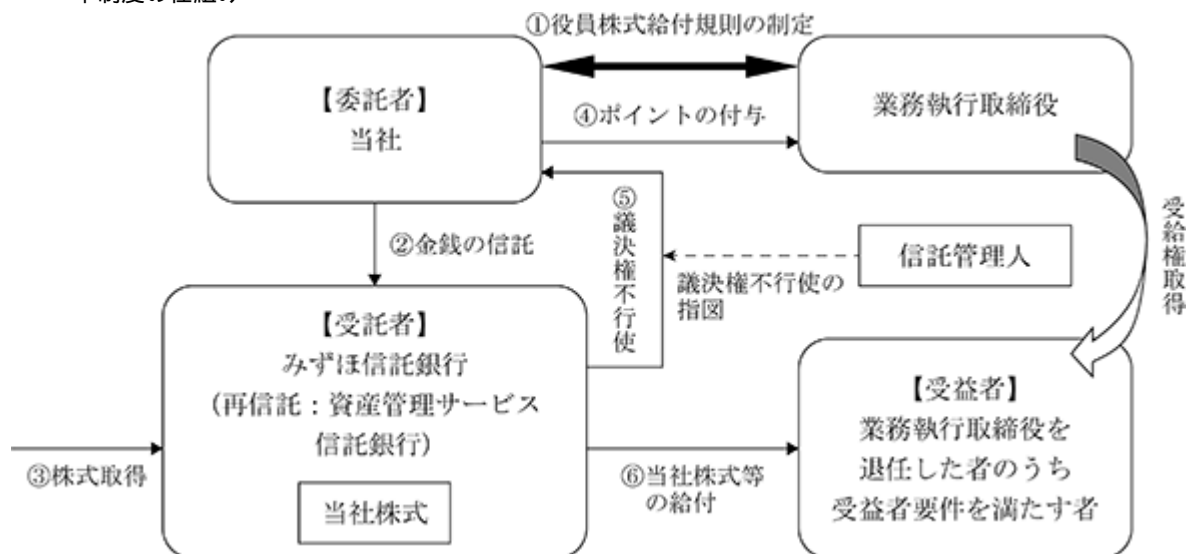 本制度の仕組み
①役員株式給付規則の制定
【委託者】
当社
④ポイントの付与
業務執行取締役
②金銭の信託
⑤議決権不行使
議決権不行使の
指図
信託管理人
受給権取得
【受託者】
みずほ信託銀行
(再信託：資産管理サービス
信託銀行)
当社株式
③株式取得
⑥当社株式等
の給付
【受益者】
業務執行取締役を
退任した者のうち
受益者要件を満たす者